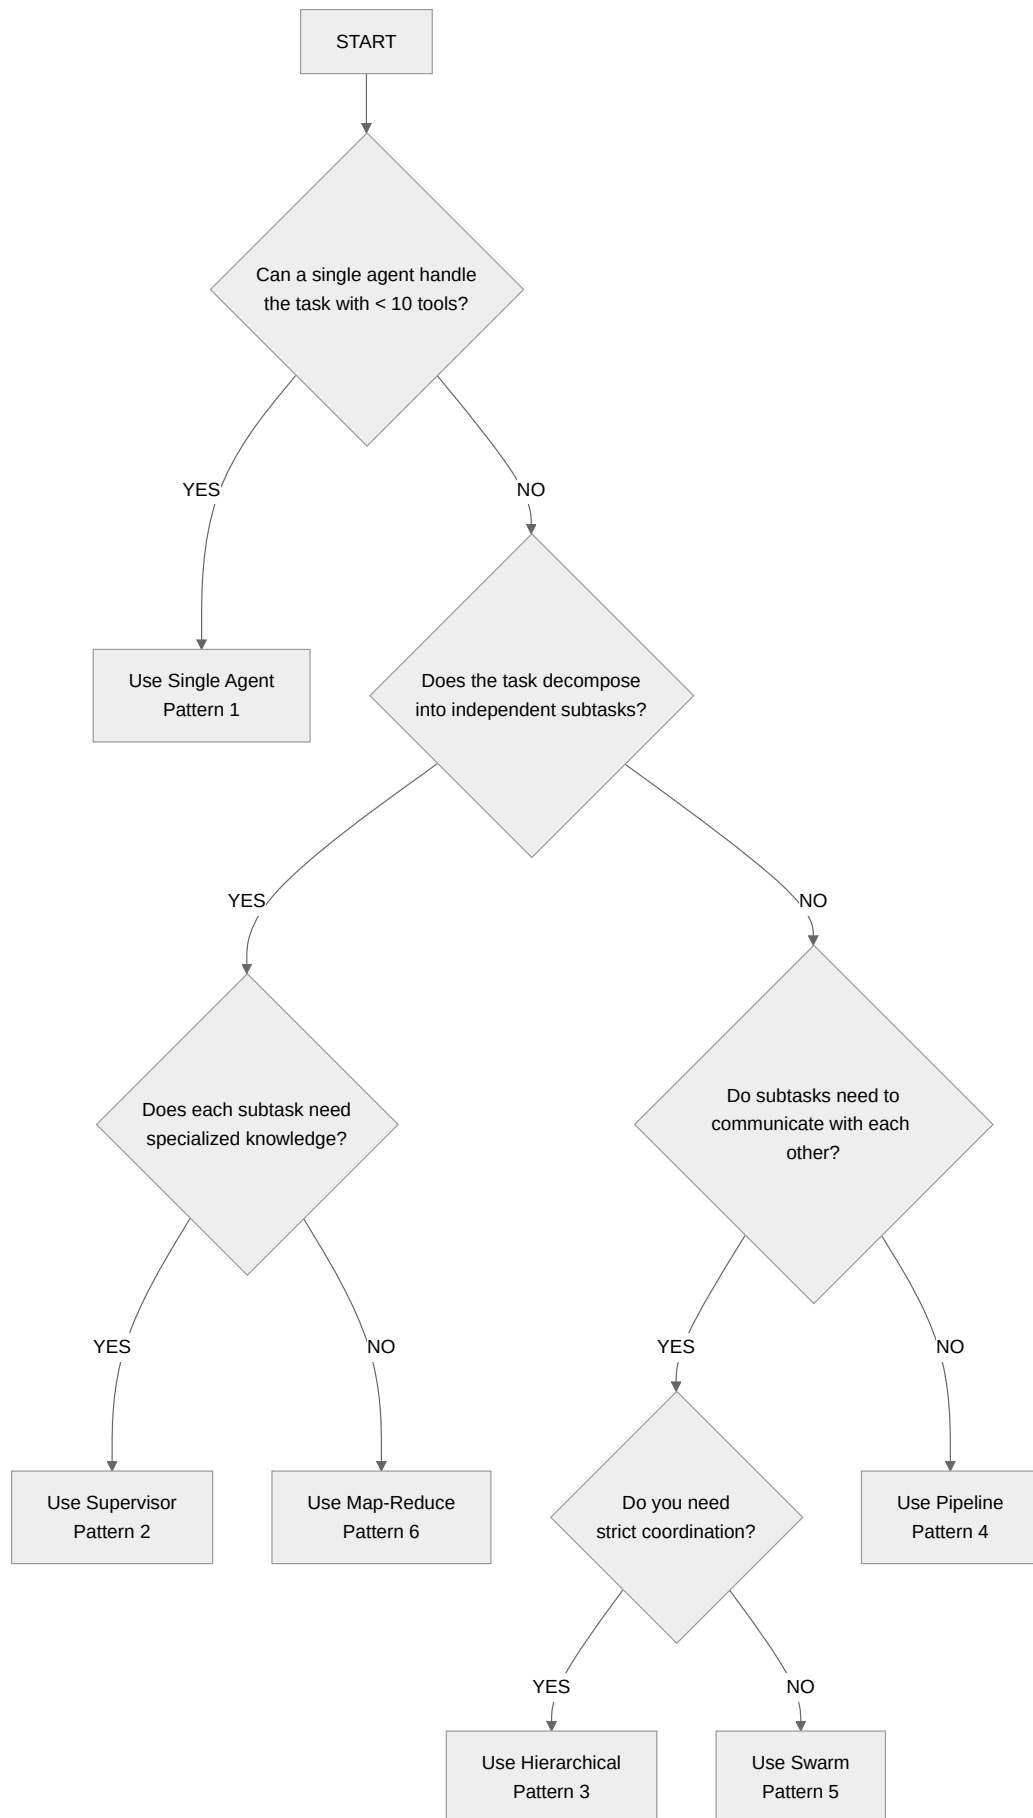 START
Can a single agent handle
the task with < 10 tools?
YES
NO
Use Single Agent
Pattern 1
Does the task decompose
into independent subtasks?
YES
NO
Does each subtask need
specialized knowledge?
Do subtasks need to
communicate with each
other?
YES
NO
YES
NO
Use Supervisor
Pattern 2
Use Map-Reduce
Pattern 6
Do you need
strict coordination?
Use Pipeline
Pattern 4
YES
NO
Use Hierarchical
Pattern 3
Use Swarm
Pattern 5